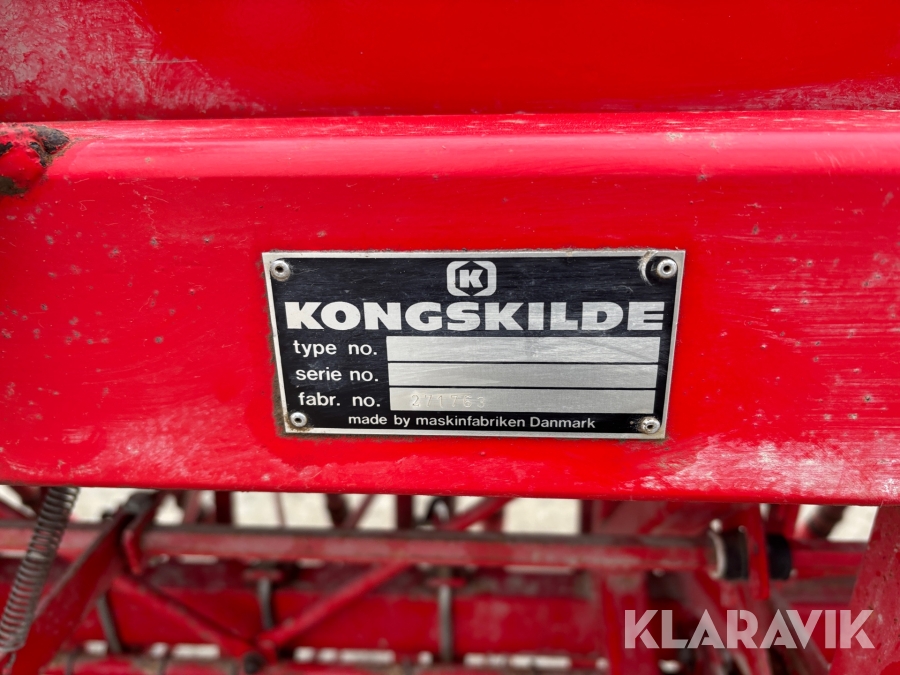 K
KONGSKILDE
type no.
serie no.
fabr. no.
made by maskinfabriken Danmark
KLARAVIK